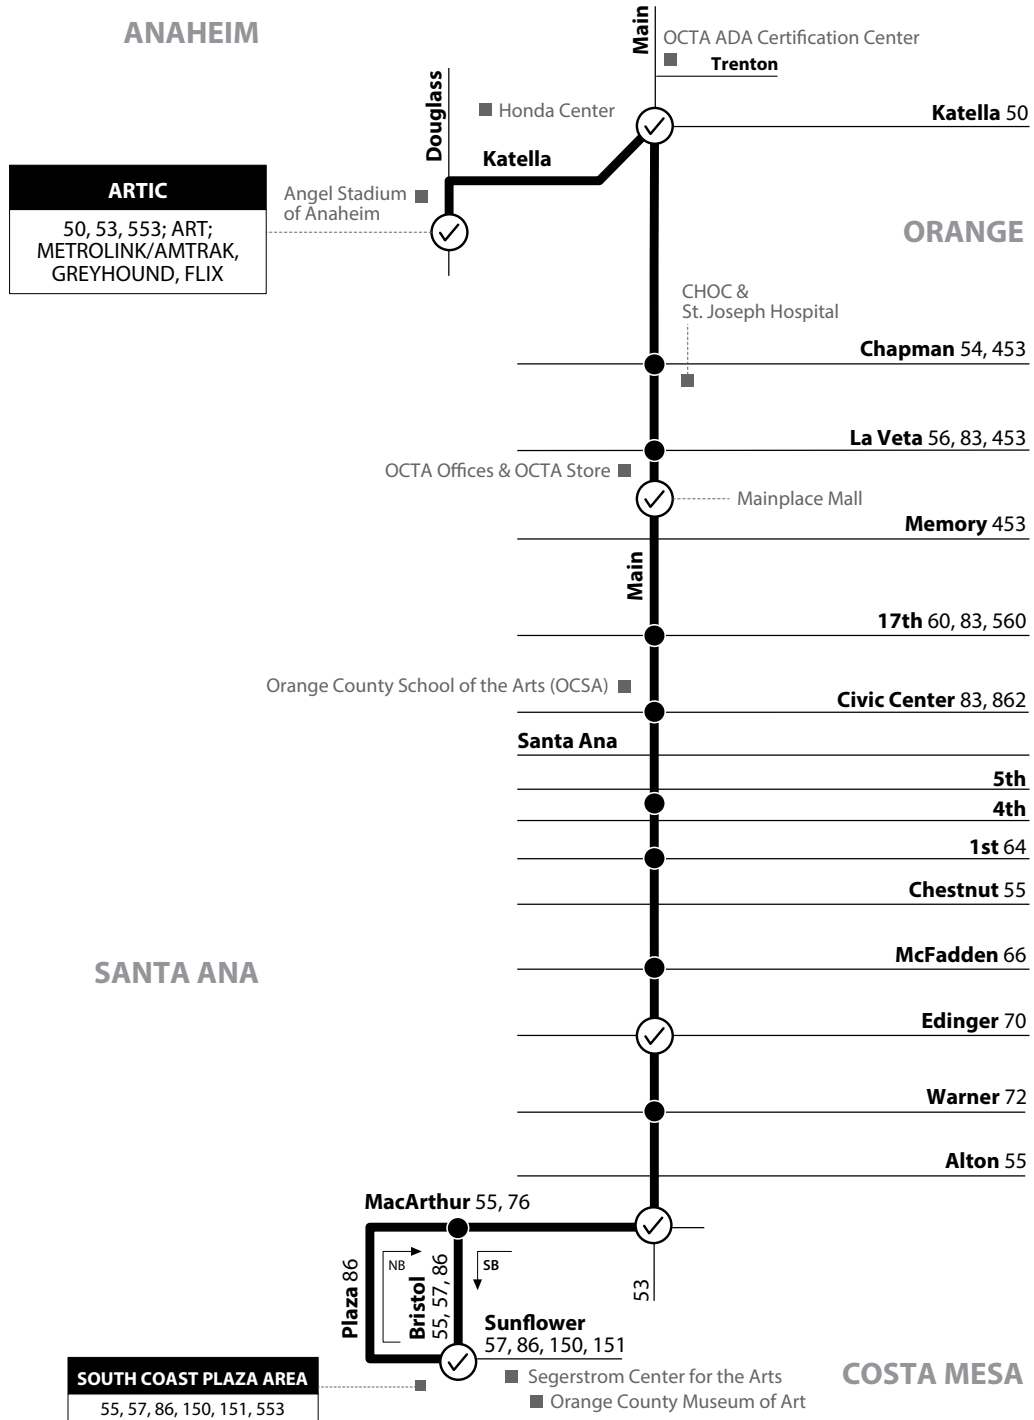 ANAHEIM
Main
OCTA ADA Certification Center
Trenton
Douglass
Honda Center
Katella 50
Katella
ARTIC
50, 53, 553; ART;
METROLINK/AMTRAK,
GREYHOUND, FLIX
Angel Stadium
of Anaheim
ORANGE
CHOC &
St. Joseph Hospital
Chapman 54, 453
La Veta 56, 83, 453
OCTA Offices & OCTA Store
Mainplace Mall
Memory 453
Main
17th 60, 83, 560
Orange County School of the Arts (OCSA)
Civic Center 83, 862
Santa Ana
5th
4th
1st 64
Chestnut 55
McFadden 66
SANTA ANA
Edinger 70
Warner 72
Alton 55
MacArthur 55, 76
NB
SB
Plaza 86
Bristol
55, 57, 86
53
Sunflower
57, 86, 150, 151
SOUTH COAST PLAZA AREA
55, 57, 86, 150, 151, 553
Segerstrom Center for the Arts
Orange County Museum of Art
COSTA MESA